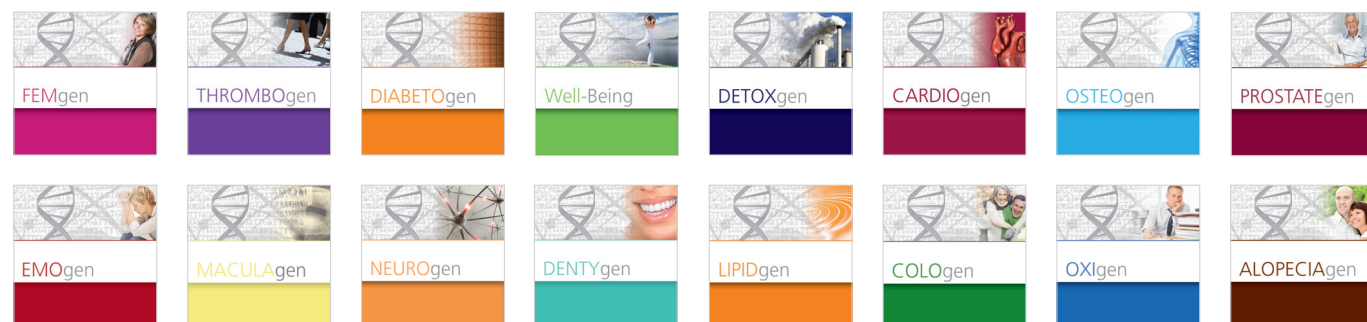 FEMgen
THROMBOgen
DIABETOgen
Well-Being
DETOXgen
CARDIOgen
OSTEOgen
PROSTATEgen
EMOgen
MACULAgen
NEUROgen
DENTYgen
LIPIDgen
COLOgen
OXIgen
ALOPECIAgen